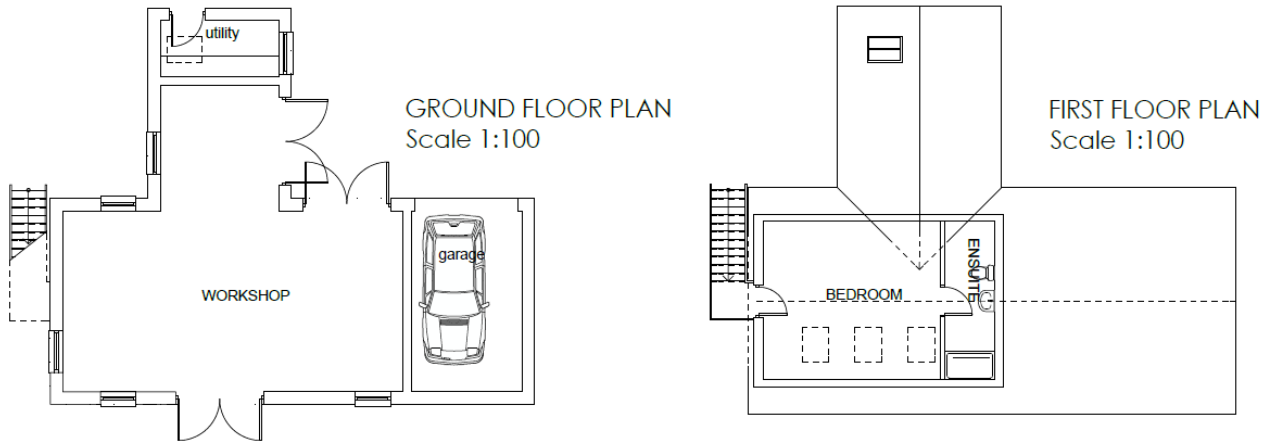 utility
GROUND FLOOR PLAN
Scale 1:100
garage
WORKSHOP
FIRST FLOOR PLAN
Scale 1:100
ENSUITE
BEDROOM